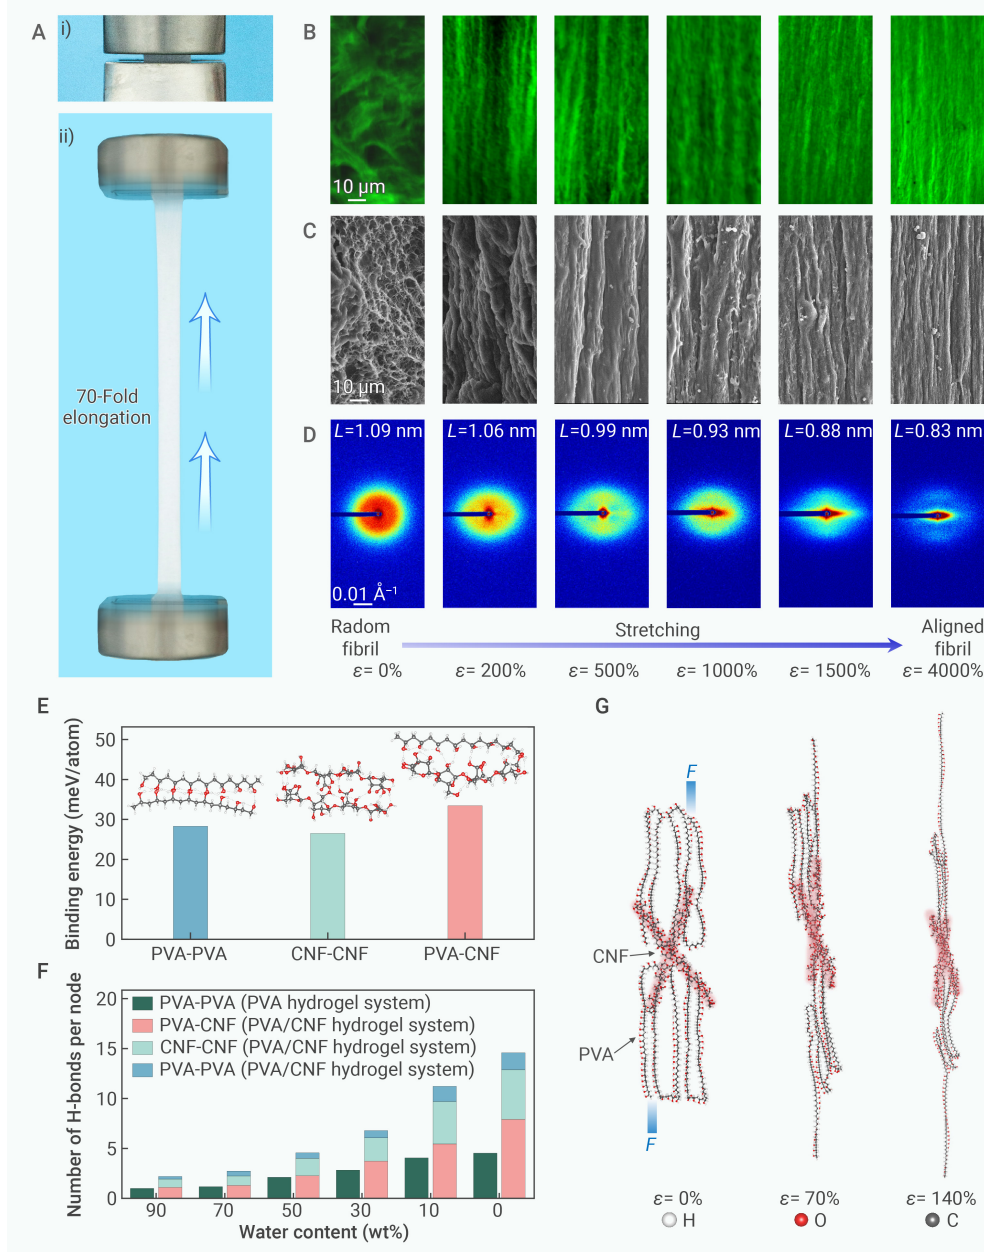 A
i)
ii)
70-Fold
elongation
B
10 µm
C
10 µm
D
L=1.09 nm
L=1.06 nm
L=0.99 nm
L=0.93 nm
L=0.88 nm
L=0.83 nm
0.01 Å⁻¹
Radom
fibril
Stretching
Aligned
fibril
ε= 0%
ε= 200%
ε= 500%
ε= 1000%
ε= 1500%
ε= 4000%
E
Binding energy (meV/atom)
50
40
30
20
10
0
PVA-PVA
CNF-CNF
PVA-CNF
F
Number of H-bonds per node
20
15
10
5
0
PVA-PVA (PVA hydrogel system)
PVA-CNF (PVA/CNF hydrogel system)
CNF-CNF (PVA/CNF hydrogel system)
PVA-PVA (PVA/CNF hydrogel system)
90
70
50
30
10
0
Water content (wt%)
G
F
CNF
PVA
F
ε= 0%
ε= 70%
ε= 140%
H
O
C